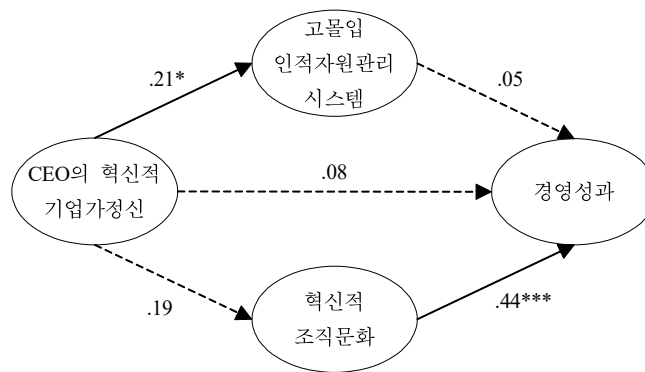 고몰입
인적자원관리
시스템
.21*
.05
CEO의 혁신적
기업가정신
.08
경영성과
.19
혁신적
조직문화
.44***